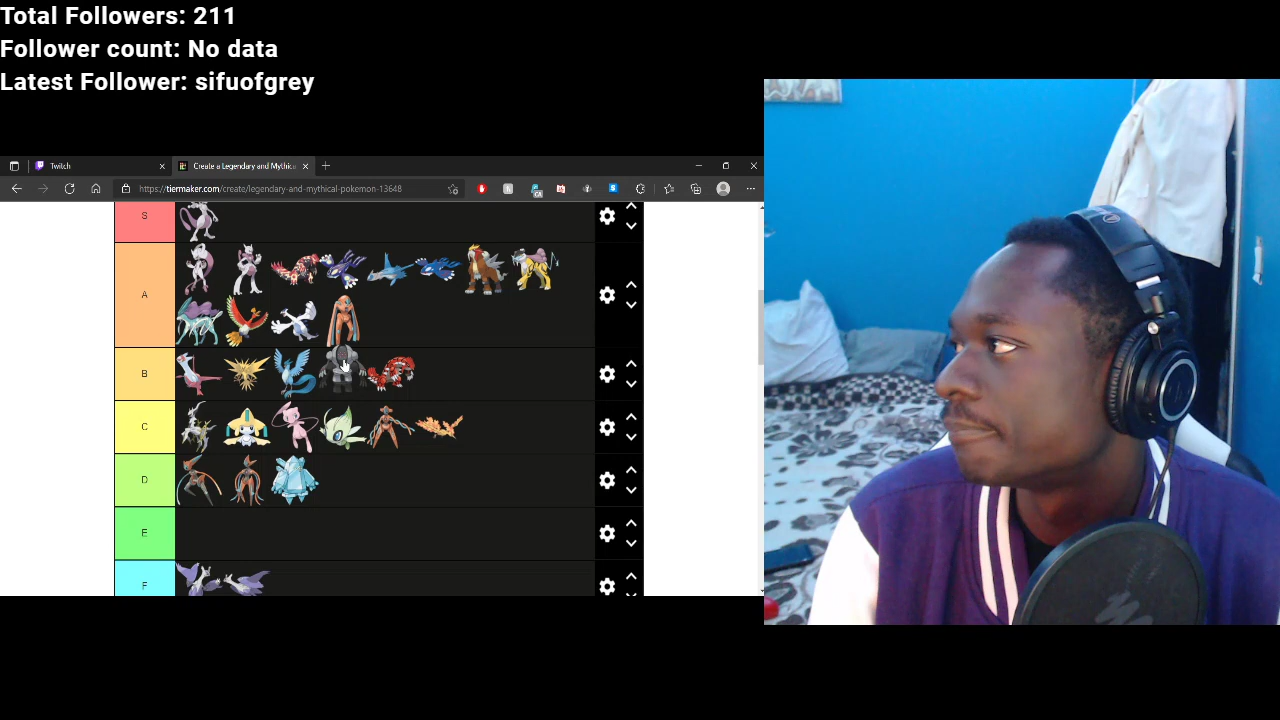 Total Followers: 211
Follower count: No data
Latest Follower: sifuofgrey
Twitch
Create a Legendary and Mythica
https://tiermaker.com/create/legendary-and-mythical-pokemon-13648
S
A
B
C
D
E
F